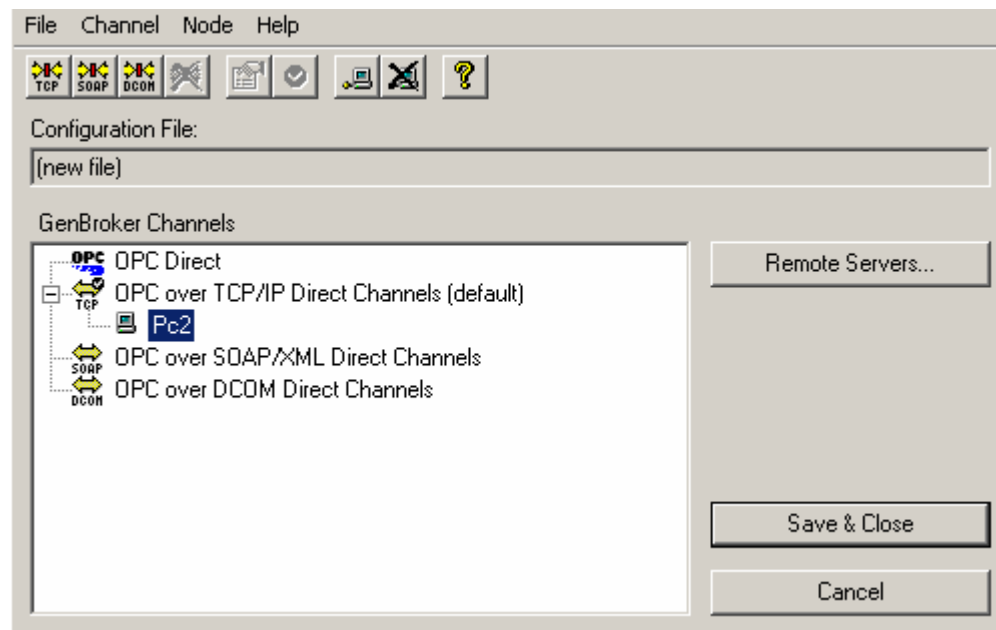 File Channel Node Help
TCP SOAP DCOM
Configuration File:
(new file)
GenBroker Channels
OPC OPC Direct
Remote Servers...
TCP OPC over TCP/IP Direct Channels (default)
Pc2
SOAP OPC over SOAP/XML Direct Channels
DCOM OPC over DCOM Direct Channels
Save & Close
Cancel